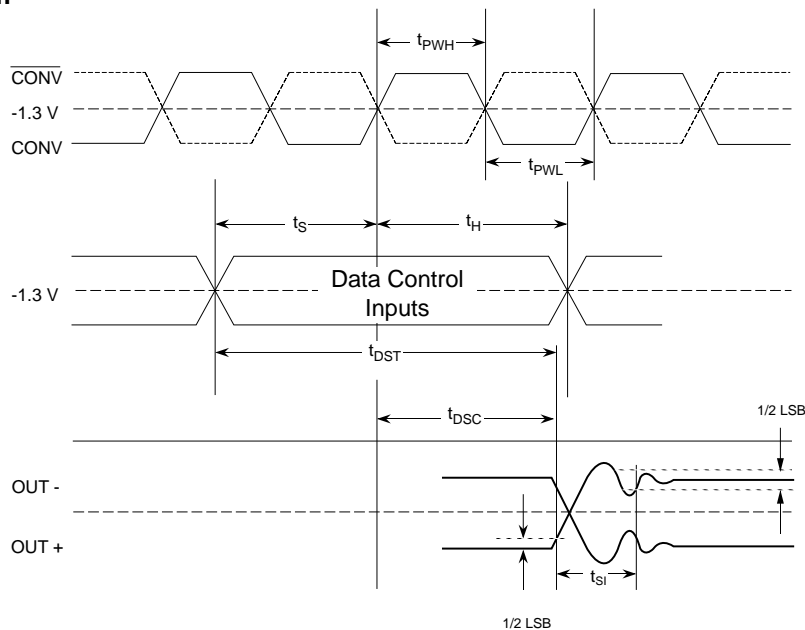 t_PWH
C̅O̅N̅V̅
-1.3 V
CONV
t_PWL
t_S
t_H
Data Control
-1.3 V
Inputs
t_DST
t_DSC
1/2 LSB
OUT -
OUT +
t_SI
1/2 LSB